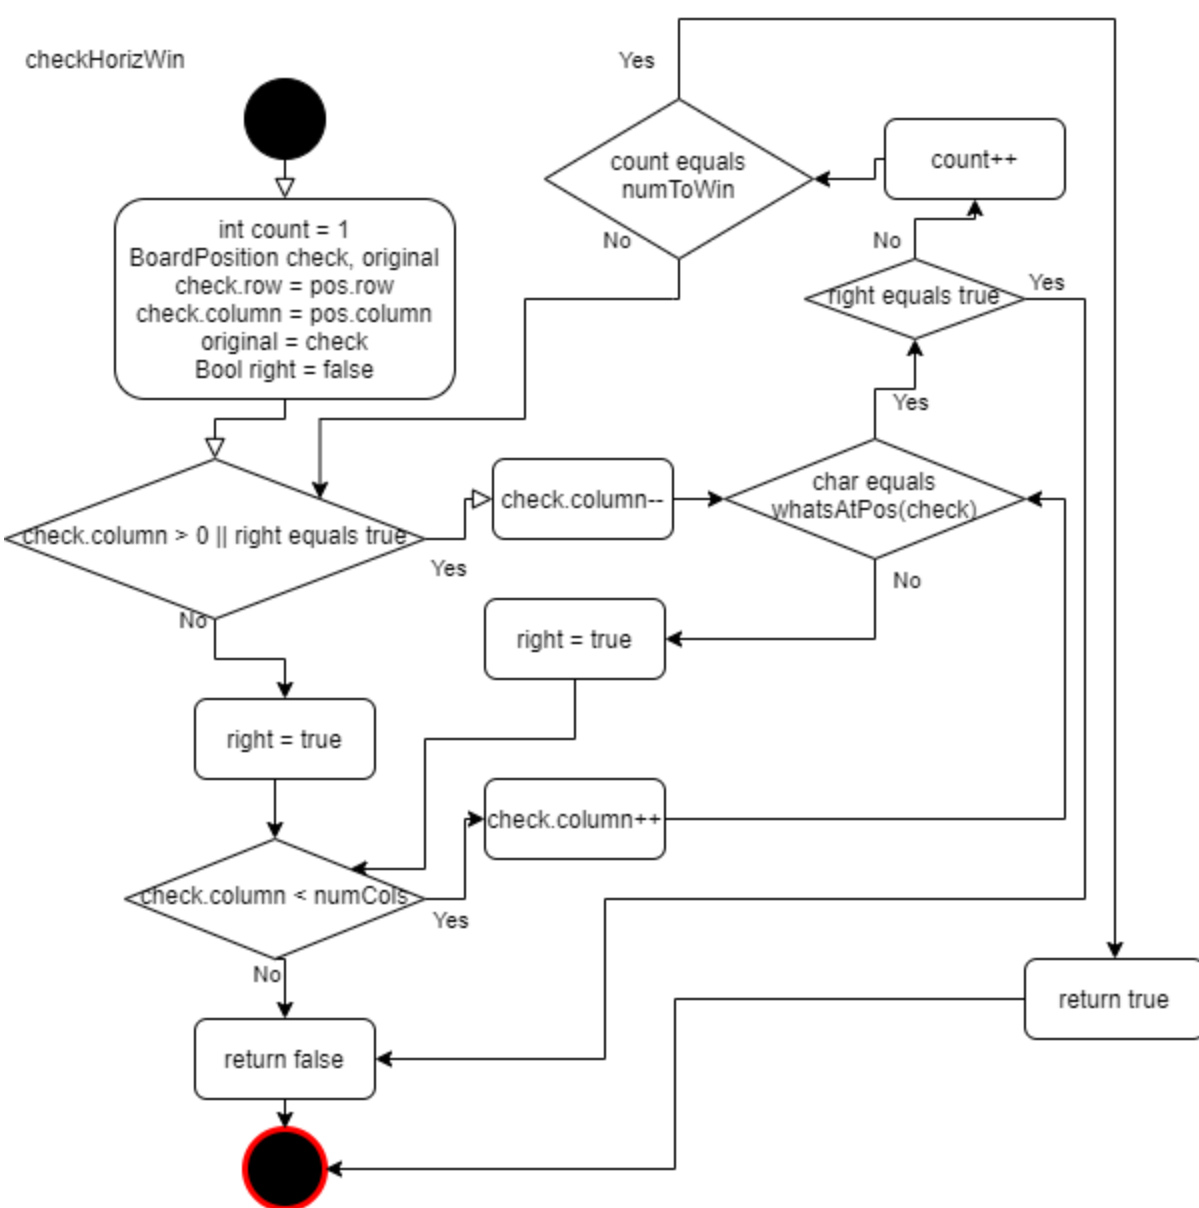 checkHorizWin
int count = 1
BoardPosition check, original
check.row = pos.row
check.column = pos.column
original = check
Bool right = false
Yes
count equals
numToWin
No
count++
No
right equals true
Yes
Yes
check.column > 0 || right equals true
Yes
No
check.column--
char equals
whatsAtPos(check)
No
right = true
right = true
check.column++
check.column < numCols
Yes
No
return false
return true